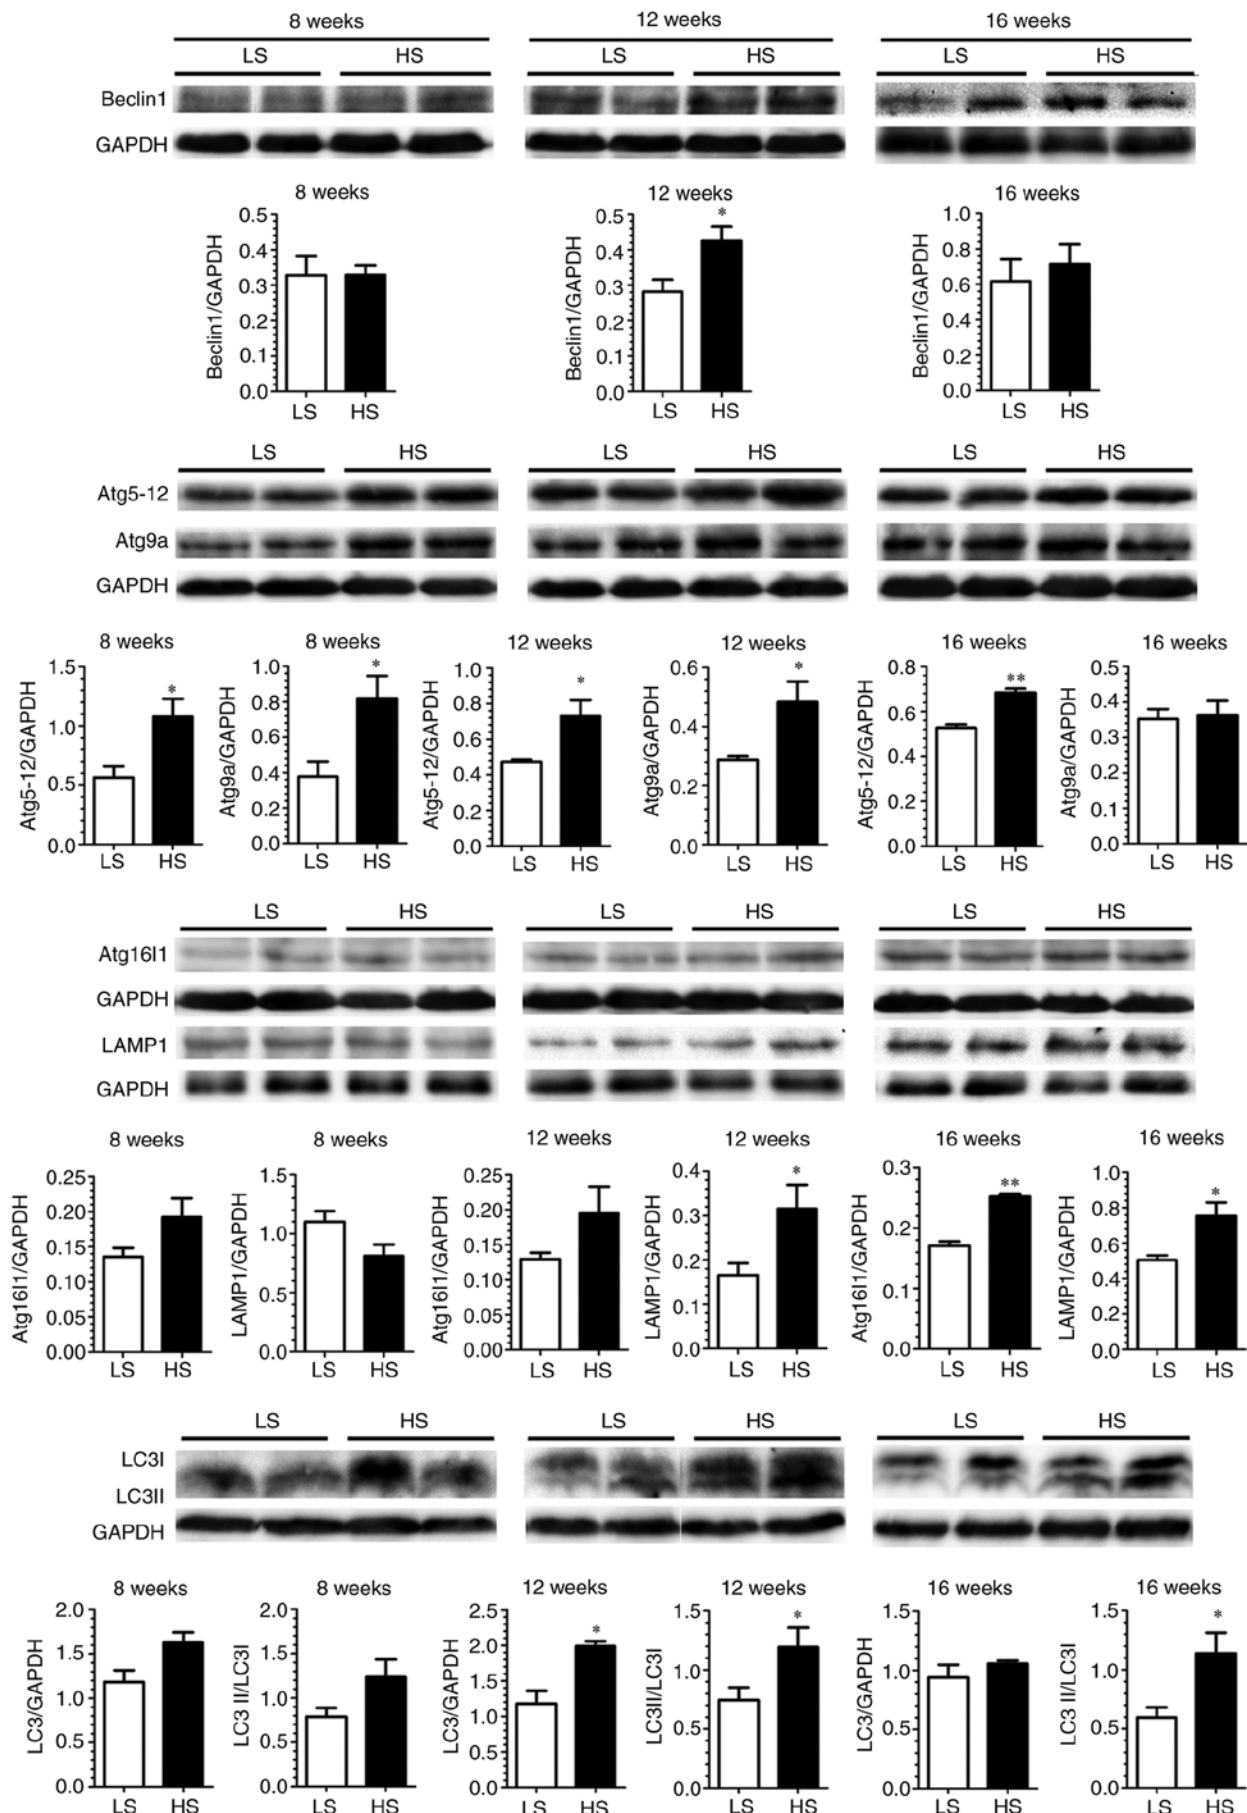 8 weeks 12 weeks 16 weeks
LS HS LS HS LS HS
Beclin1
GAPDH
8 weeks 12 weeks 16 weeks
Beclin1/GAPDH
0.5
0.4
0.3
0.2
0.1
0.0
LS HS
Beclin1/GAPDH
*
0.5
0.4
0.3
0.2
0.1
0.0
LS HS
Beclin1/GAPDH
1.0
0.8
0.6
0.4
0.2
0.0
LS HS
LS HS LS HS LS HS
Atg5-12
Atg9a
GAPDH
8 weeks 8 weeks 12 weeks 12 weeks 16 weeks 16 weeks
Atg5-12/GAPDH
*
1.5
1.0
0.5
0.0
LS HS
Atg9a/GAPDH
*
1.0
0.8
0.6
0.4
0.2
0.0
LS HS
Atg5-12/GAPDH
*
1.0
0.8
0.6
0.4
0.2
0.0
LS HS
Atg9a/GAPDH
*
0.6
0.4
0.2
0.0
LS HS
Atg5-12/GAPDH
**
0.8
0.6
0.4
0.2
0.0
LS HS
Atg9a/GAPDH
0.5
0.4
0.3
0.2
0.1
0.0
LS HS
LS HS LS HS LS HS
Atg16l1
GAPDH
LAMP1
GAPDH
8 weeks 8 weeks 12 weeks 12 weeks 16 weeks 16 weeks
Atg16l1/GAPDH
0.25
0.20
0.15
0.10
0.05
0.00
LS HS
LAMP1/GAPDH
1.5
1.0
1.5
0.0
LS HS
Atg16l1/GAPDH
0.25
0.20
0.15
0.10
0.05
0.00
LS HS
LAMP1/GAPDH
*
0.4
0.3
0.2
0.1
0.0
LS HS
Atg16l1/GAPDH
**
0.3
0.2
0.1
0.0
LS HS
LAMP1/GAPDH
*
1.0
0.8
0.6
0.4
0.2
0.0
LS HS
LS HS LS HS LS HS
LC3I
LC3II
GAPDH
8 weeks 8 weeks 12 weeks 12 weeks 16 weeks 16 weeks
LC3/GAPDH
2.0
1.5
1.0
0.5
0.0
LS HS
LC3 II/LC3I
2.0
1.5
1.0
0.5
0.0
LS HS
LC3/GAPDH
*
2.5
2.0
1.5
1.0
0.5
0.0
LS HS
LC3II/LC3I
*
1.5
1.0
0.5
0.0
LS HS
LC3/GAPDH
1.5
1.0
0.5
0.0
LS HS
LC3 II/LC3I
*
1.5
1.0
0.5
0.0
LS HS